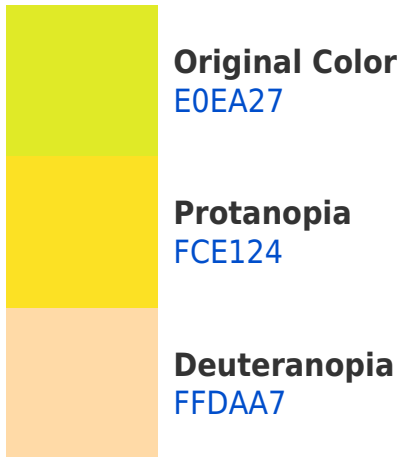 Original Color
E0EA27
Protanopia
FCE124
Deuteranopia
FFDAA7